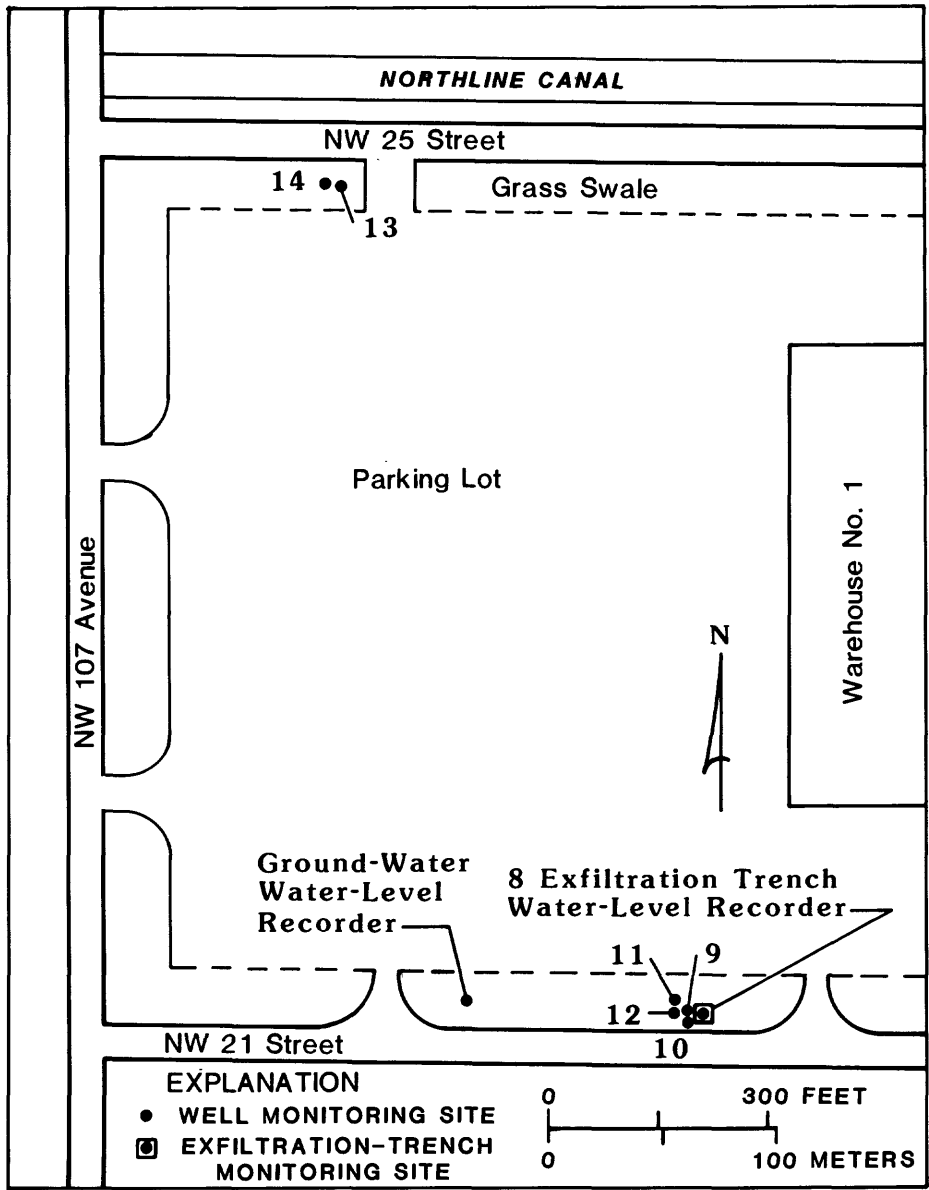 NORTHLINE CANAL
NW 25 Street
14
13
Grass Swale
Parking Lot
NW 107 Avenue
Warehouse No. 1
N
Ground-Water
Water-Level
Recorder
8 Exfiltration Trench
Water-Level Recorder
11
9
12
10
NW 21 Street
EXPLANATION
WELL MONITORING SITE
EXFILTRATION-TRENCH
MONITORING SITE
0 300 FEET
0 100 METERS